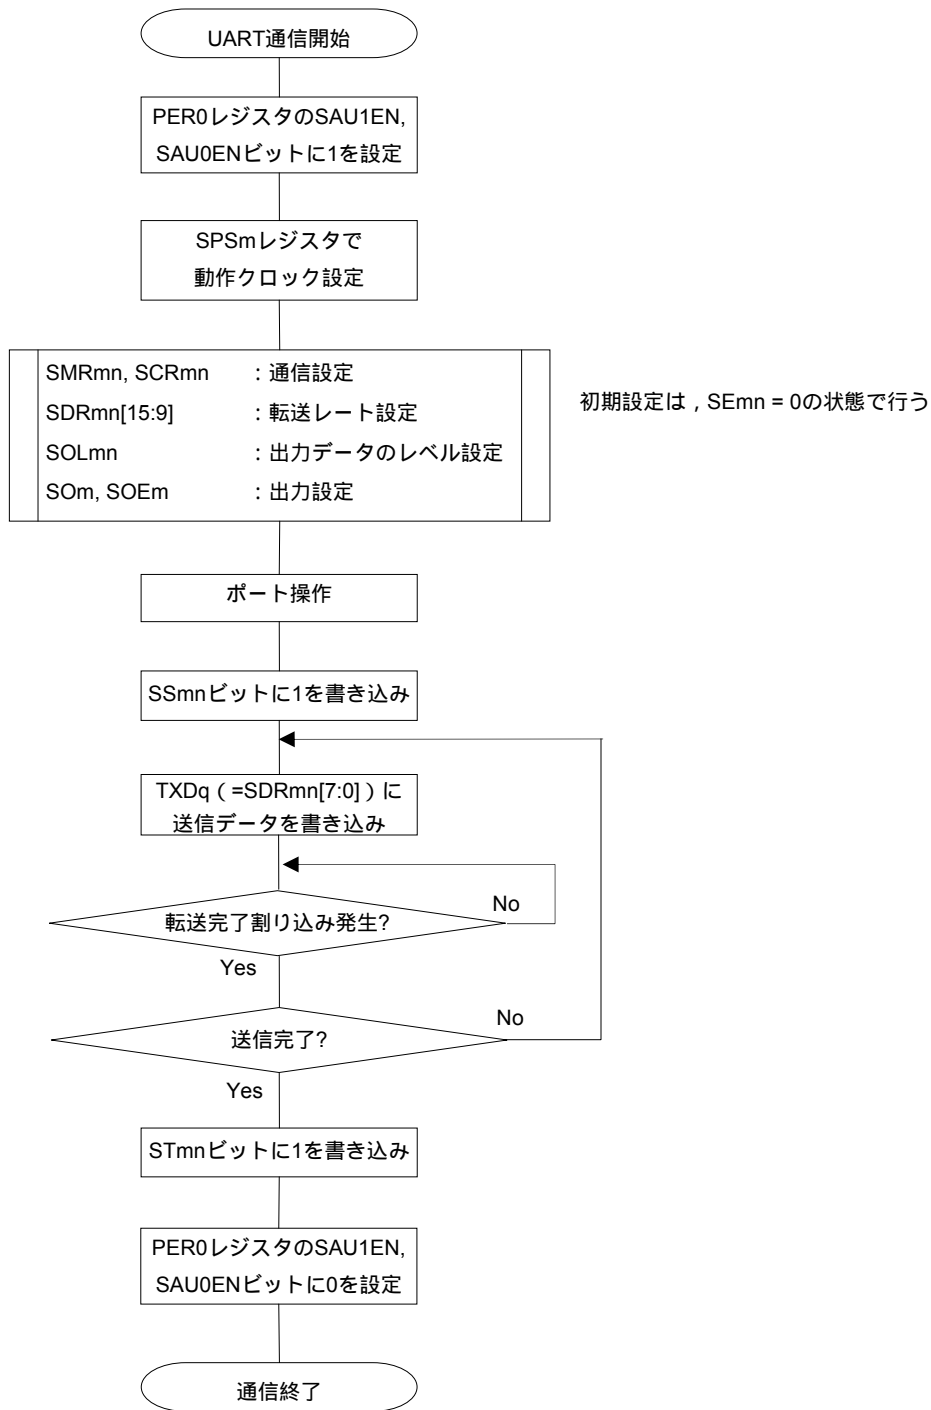 UART通信開始
PER0レジスタのSAU1EN,
SAU0ENビットに1を設定
SPSmレジスタで
動作クロック設定
SMRmn, SCRmn ：通信設定
SDRmn[15:9] ：転送レート設定
SOLmn ：出力データのレベル設定
SOm, SOEm ：出力設定
初期設定は，SEmn = 0の状態で行う
ポート操作
SSmnビットに1を書き込み
TXDq（=SDRmn[7:0]）に
送信データを書き込み
転送完了割り込み発生?
No
Yes
送信完了?
No
Yes
STmnビットに1を書き込み
PER0レジスタのSAU1EN,
SAU0ENビットに0を設定
通信終了